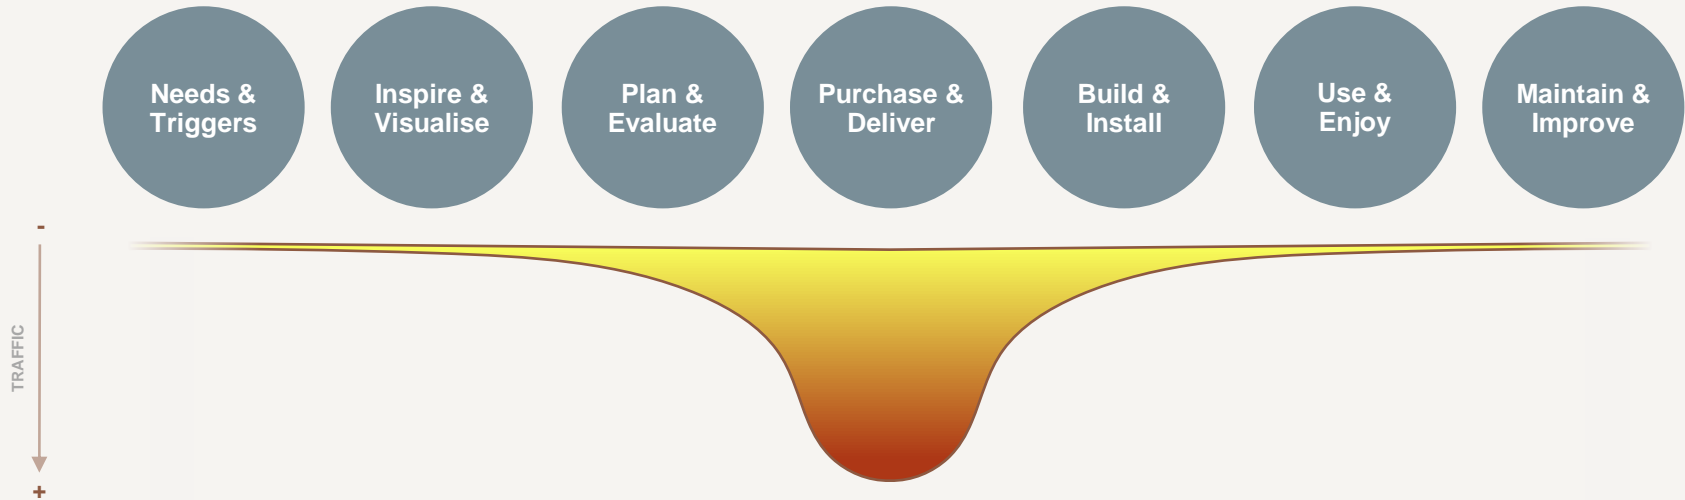 Needs &
Triggers
Inspire &
Visualise
Plan &
Evaluate
Purchase &
Deliver
Build &
Install
Use &
Enjoy
Maintain &
Improve
-
TRAFFIC
+